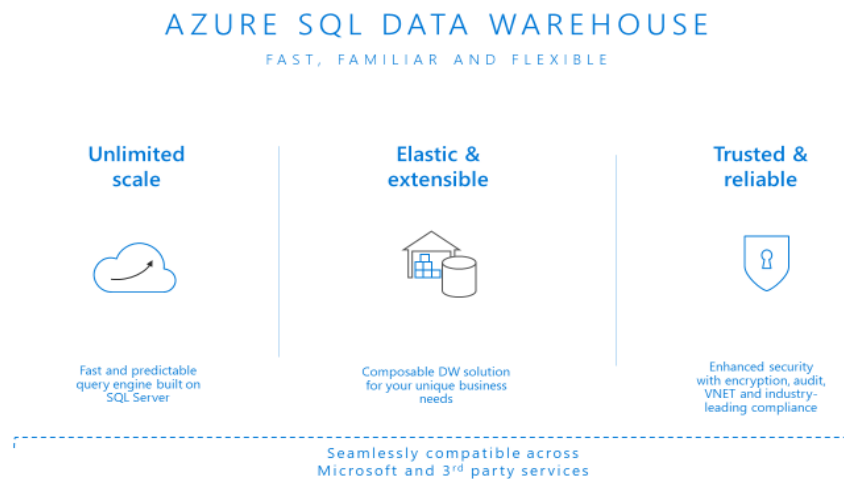 AZURE SQL DATA WAREHOUSE
FAST, FAMILIAR AND FLEXIBLE
Unlimited
scale
Fast and predictable
query engine built on
SQL Server
Elastic &
extensible
Composable DW solution
for your unique business
needs
Trusted &
reliable
Enhanced security
with encryption, audit,
VNET and industry-
leading compliance
Seamlessly compatible across
Microsoft and 3rd party services